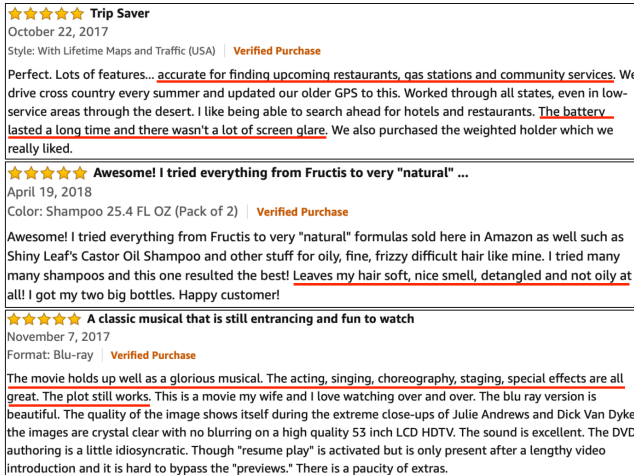 Trip Saver
October 22, 2017
Style: With Lifetime Maps and Traffic (USA) | Verified Purchase
Perfect. Lots of features... accurate for finding upcoming restaurants, gas stations and community services. We
drive cross country every summer and updated our older GPS to this. Worked through all states, even in low-
service areas through the desert. I like being able to search ahead for hotels and restaurants. The battery
lasted a long time and there wasn't a lot of screen glare. We also purchased the weighted holder which we
really liked.
Awesome! I tried everything from Fructis to very "natural" ...
April 19, 2018
Color: Shampoo 25.4 FL OZ (Pack of 2) | Verified Purchase
Awesome! I tried everything from Fructis to very "natural" formulas sold here in Amazon as well such as
Shiny Leaf's Castor Oil Shampoo and other stuff for oily, fine, frizzy difficult hair like mine. I tried many
many shampoos and this one resulted the best! Leaves my hair soft, nice smell, detangled and not oily at
all! I got my two big bottles. Happy customer!
A classic musical that is still entrancing and fun to watch
November 7, 2017
Format: Blu-ray | Verified Purchase
The movie holds up well as a glorious musical. The acting, singing, choreography, staging, special effects are all
great. The plot still works. This is a movie my wife and I love watching over and over. The blu ray version is
beautiful. The quality of the image shows itself during the extreme close-ups of Julie Andrews and Dick Van Dyke
the images are crystal clear with no blurring on a high quality 53 inch LCD HDTV. The sound is excellent. The DVD
authoring is a little idiosyncratic. Though "resume play" is activated but is only present after a lengthy video
introduction and it is hard to bypass the "previews." There is a paucity of extras.